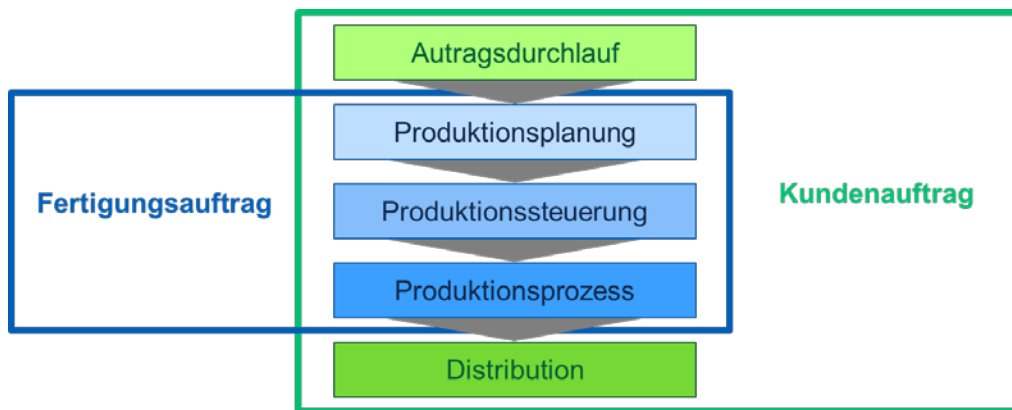 Autragsdurchlauf
Produktionsplanung
Fertigungsauftrag
Produktionssteuerung
Kundenauftrag
Produktionsprozess
Distribution